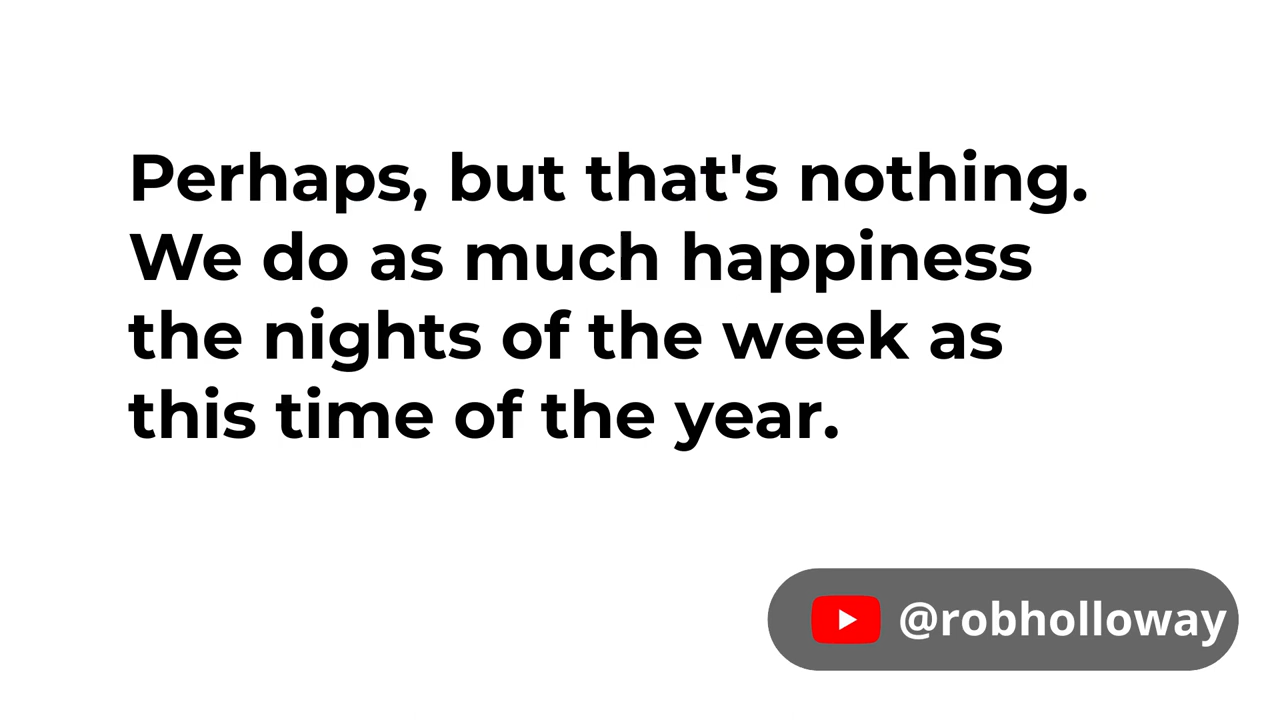 Perhaps, but that's nothing.
We do as much happiness
the nights of the week as
this time of the year.
@robholloway